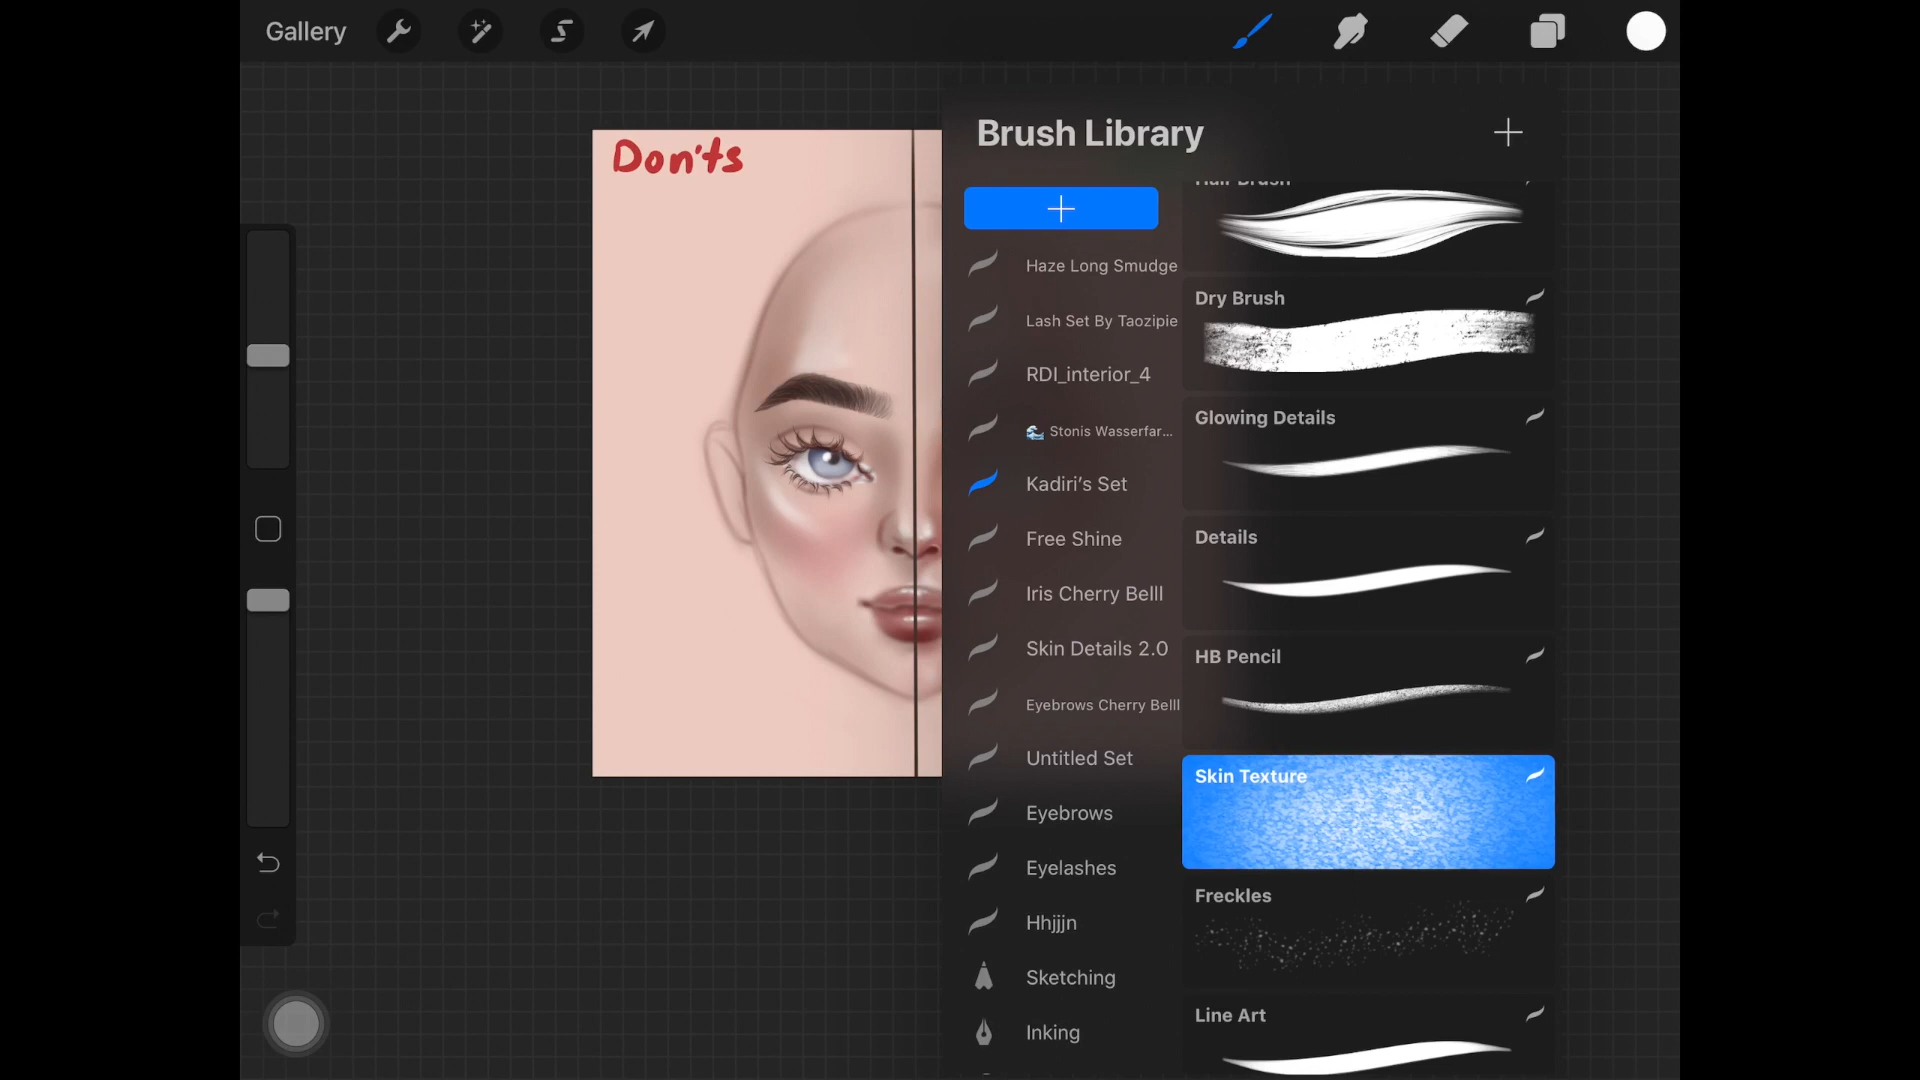 Gallery
Don'ts
Brush Library
Haze Long Smudge
Lash Set By Taozipie
RDI_interior_4
🌊 Stonis Wasserfar...
Kadiri’s Set
Free Shine
Iris Cherry Belll
Skin Details 2.0
Eyebrows Cherry Belll
Untitled Set
Eyebrows
Eyelashes
Hhjjjn
Sketching
Inking
Hair Brush
Dry Brush
Glowing Details
Details
HB Pencil
Skin Texture
Freckles
Line Art